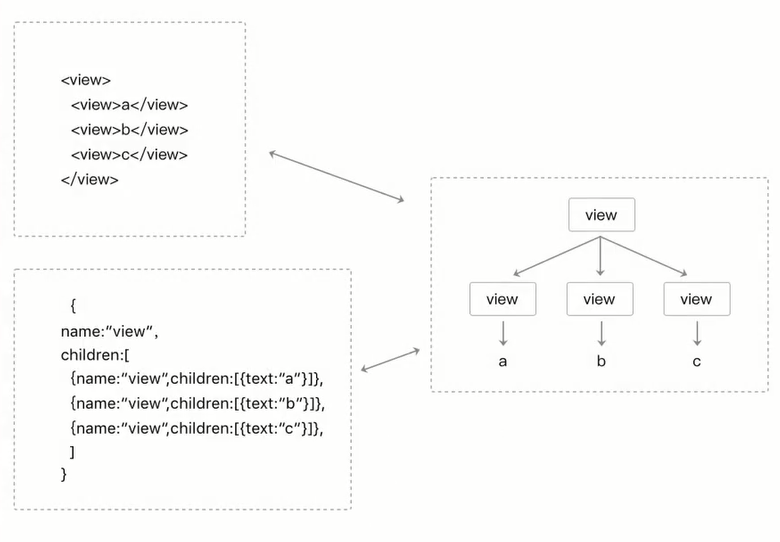 <view>
<view>a</view>
<view>b</view>
<view>c</view>
</view>
{
name:"view",
children:[
{name:"view",children:[{text:"a"}]},
{name:"view",children:[{text:"b"}]},
{name:"view",children:[{text:"c"}]},
]
}
view
view view view
a b c